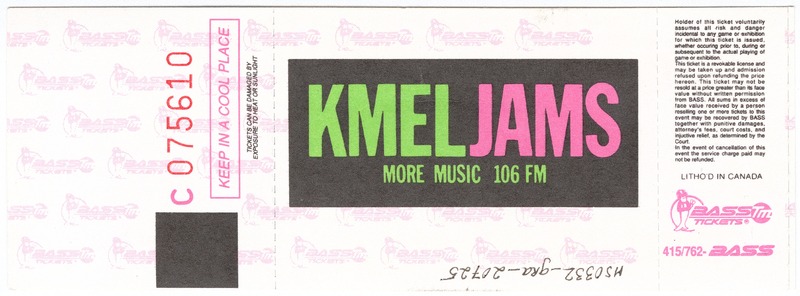 C 075610
KEEP IN A COOL PLACE
TICKETS CAN BE DAMAGED BY
EXPOSURE TO HEAT OR SUNLIGHT
KMELJAMS
MORE MUSIC 106 FM
MS0332-gra-20725
Holder of this ticket voluntarily
assumes all risk and danger
incidental to any game or exhibition
for which this ticket is issued,
whether occuring prior to, during or
subsequent to the actual playing of
game or exhibition.
This ticket is a revokable license and
may be taken up and admission
refused upon refunding the price
hereon. This ticket may not be
resold at a price greater than its face
value without written permission
from BASS. All sums in excess of
face value received by a person
reselling one or more tickets to this
event may be recovered by BASS
together with punitive damages,
attorney's fees, court costs, and
injuctive relief, as determined by the
Court.
In the event of cancellation of this
event the service charge paid may
not be refunded.
LITHO'D IN CANADA
BASS tm
TICKETS®
415/762-BASS